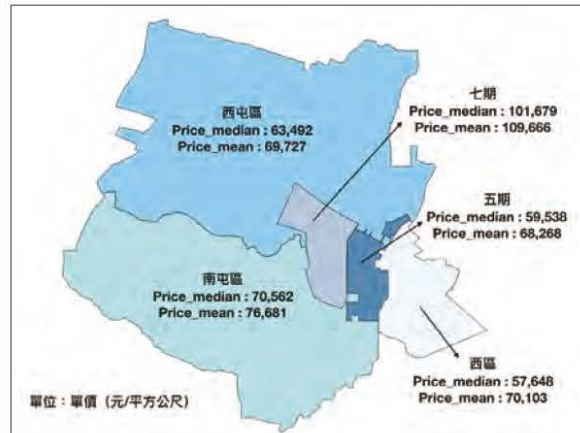 七期
Price_median : 101,679
Price_mean : 109,666
西屯區
Price_median : 63,492
Price_mean : 69,727
五期
Price_median : 59,538
Price_mean : 68,268
南屯區
Price_median : 70,562
Price_mean : 76,681
西區
Price_median : 57,648
Price_mean : 70,103
單位：單價（元/平方公尺）